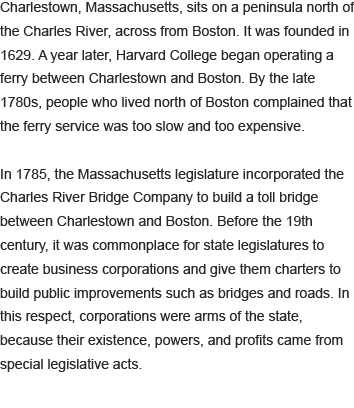 Charlestown, Massachusetts, sits on a peninsula north of
the Charles River, across from Boston. It was founded in
1629. A year later, Harvard College began operating a
ferry between Charlestown and Boston. By the late
1780s, people who lived north of Boston complained that
the ferry service was too slow and too expensive.

In 1785, the Massachusetts legislature incorporated the
Charles River Bridge Company to build a toll bridge
between Charlestown and Boston. Before the 19th
century, it was commonplace for state legislatures to
create business corporations and give them charters to
build public improvements such as bridges and roads. In
this respect, corporations were arms of the state,
because their existence, powers, and profits came from
special legislative acts.